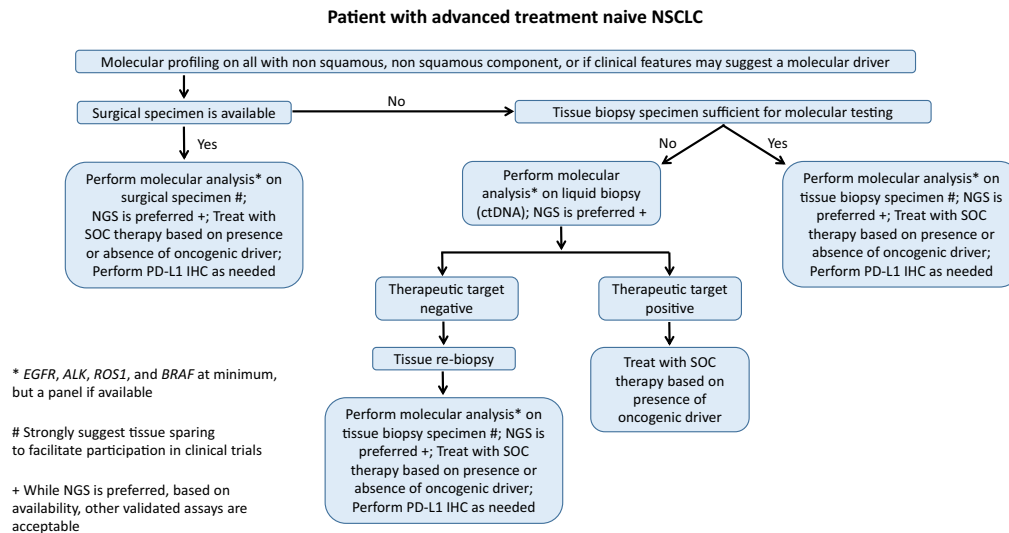 Patient with advanced treatment naive NSCLC
Molecular profiling on all with non squamous, non squamous component, or if clinical features may suggest a molecular driver
Surgical specimen is available
No
Tissue biopsy specimen sufficient for molecular testing
Yes
No
Yes
Perform molecular analysis* on
surgical specimen #;
NGS is preferred +; Treat with
SOC therapy based on presence
or absence of oncogenic driver;
Perform PD-L1 IHC as needed
Perform molecular
analysis* on liquid biopsy
(ctDNA); NGS is preferred +
Perform molecular analysis* on
tissue biopsy specimen #; NGS is
preferred +; Treat with SOC
therapy based on presence or
absence of oncogenic driver;
Perform PD-L1 IHC as needed
Therapeutic target
negative
Therapeutic target
positive
Tissue re-biopsy
Treat with SOC
therapy based on
presence of
oncogenic driver
Perform molecular analysis* on
tissue biopsy specimen #; NGS is
preferred +; Treat with SOC
therapy based on presence or
absence of oncogenic driver;
Perform PD-L1 IHC as needed
* EGFR, ALK, ROS1, and BRAF at minimum,
but a panel if available
# Strongly suggest tissue sparing
to facilitate participation in clinical trials
+ While NGS is preferred, based on
availability, other validated assays are
acceptable